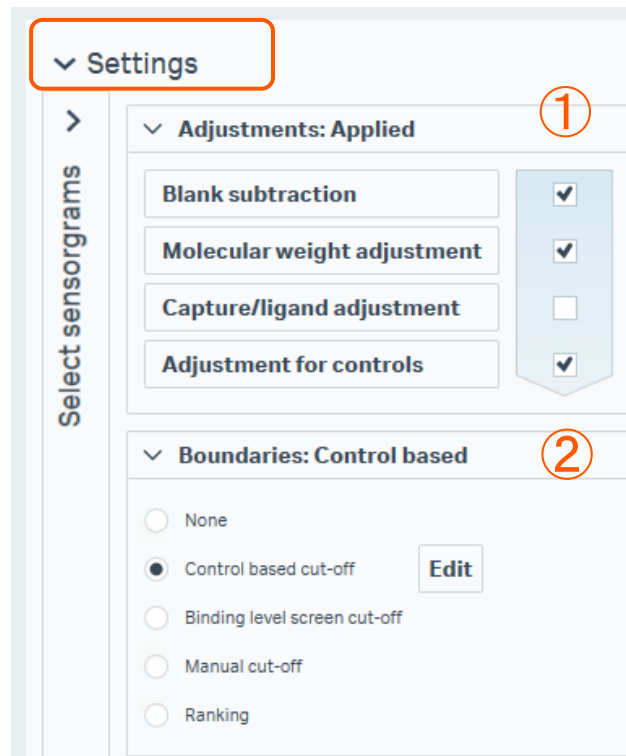 Settings
Select sensorgrams
Adjustments: Applied
①
Blank subtraction
Molecular weight adjustment
Capture/ligand adjustment
Adjustment for controls
Boundaries: Control based
②
None
Control based cut-off
Edit
Binding level screen cut-off
Manual cut-off
Ranking